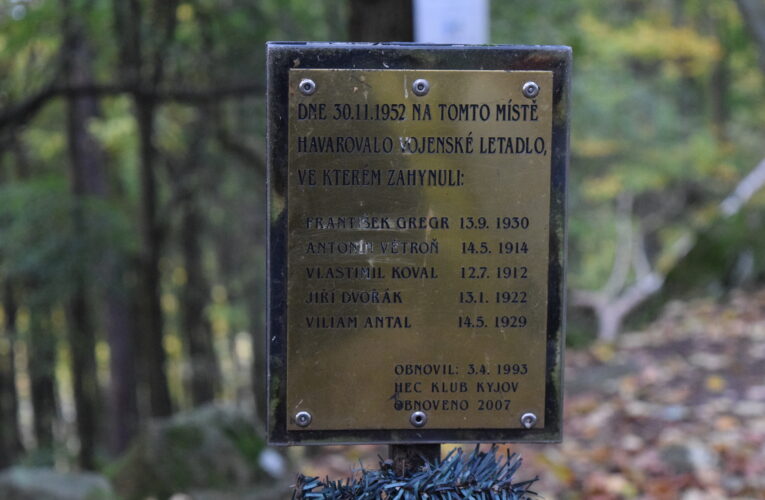 DNE 30.11.1952 NA TOMTO MÍSTĚ
HAVAROVALO VOJENSKÉ LETADLO,
VE KTERÉM ZAHYNULI:
FRANTIŠEK GREGR 13.9. 1930
ANTONÍN VĚTROŇ 14.5. 1914
VLASTIMIL KOVAL 12.7. 1912
JIŘÍ DVOŘÁK 13.1. 1922
VILIAM ANTAL 14.5. 1929
OBNOVIL: 3.4. 1993
HEC KLUB KYJOV
OBNOVENO 2007